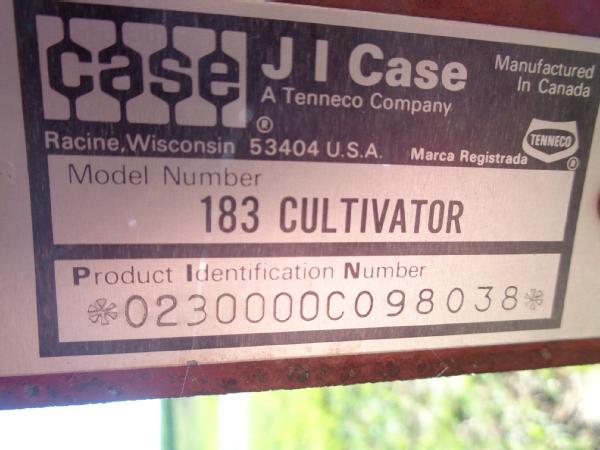 case
J I Case
A Tenneco Company
Manufactured
In Canada
®
Racine, Wisconsin 53404 U.S.A.
Marca Registrada
TENNECO
®
Model Number
183 CULTIVATOR
Product Identification Number
*0230000C098038*